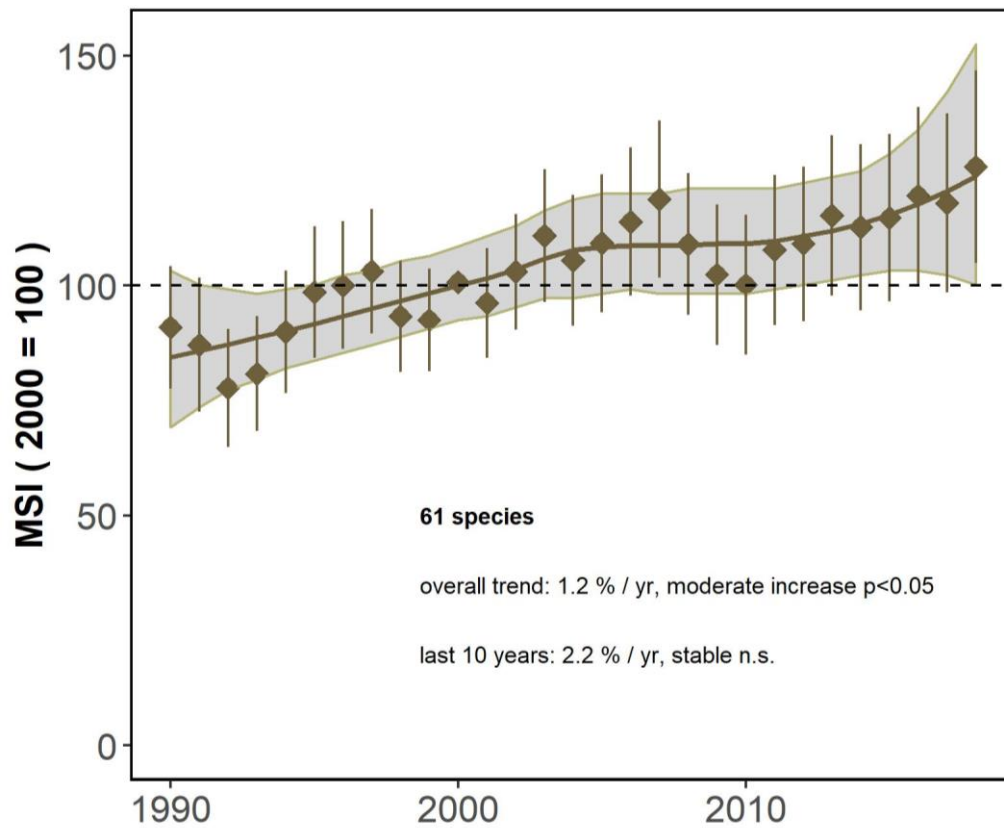 MSI ( 2000 = 100 )
150
100
50
0
61 species
overall trend: 1.2 % / yr, moderate increase p<0.05
last 10 years: 2.2 % / yr, stable n.s.
1990
2000
2010